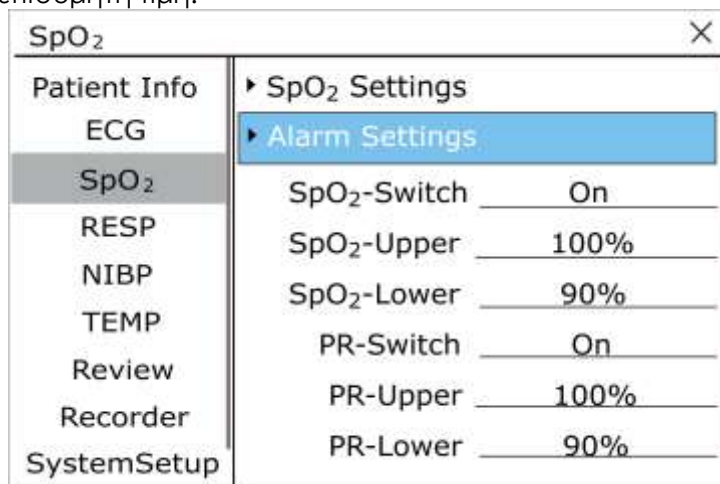 SpO₂ ×
Patient Info
ECG
SpO₂
RESP
NIBP
TEMP
Review
Recorder
SystemSetup
‣ SpO₂ Settings
‣ Alarm Settings
SpO₂-Switch On
SpO₂-Upper 100%
SpO₂-Lower 90%
PR-Switch On
PR-Upper 100%
PR-Lower 90%